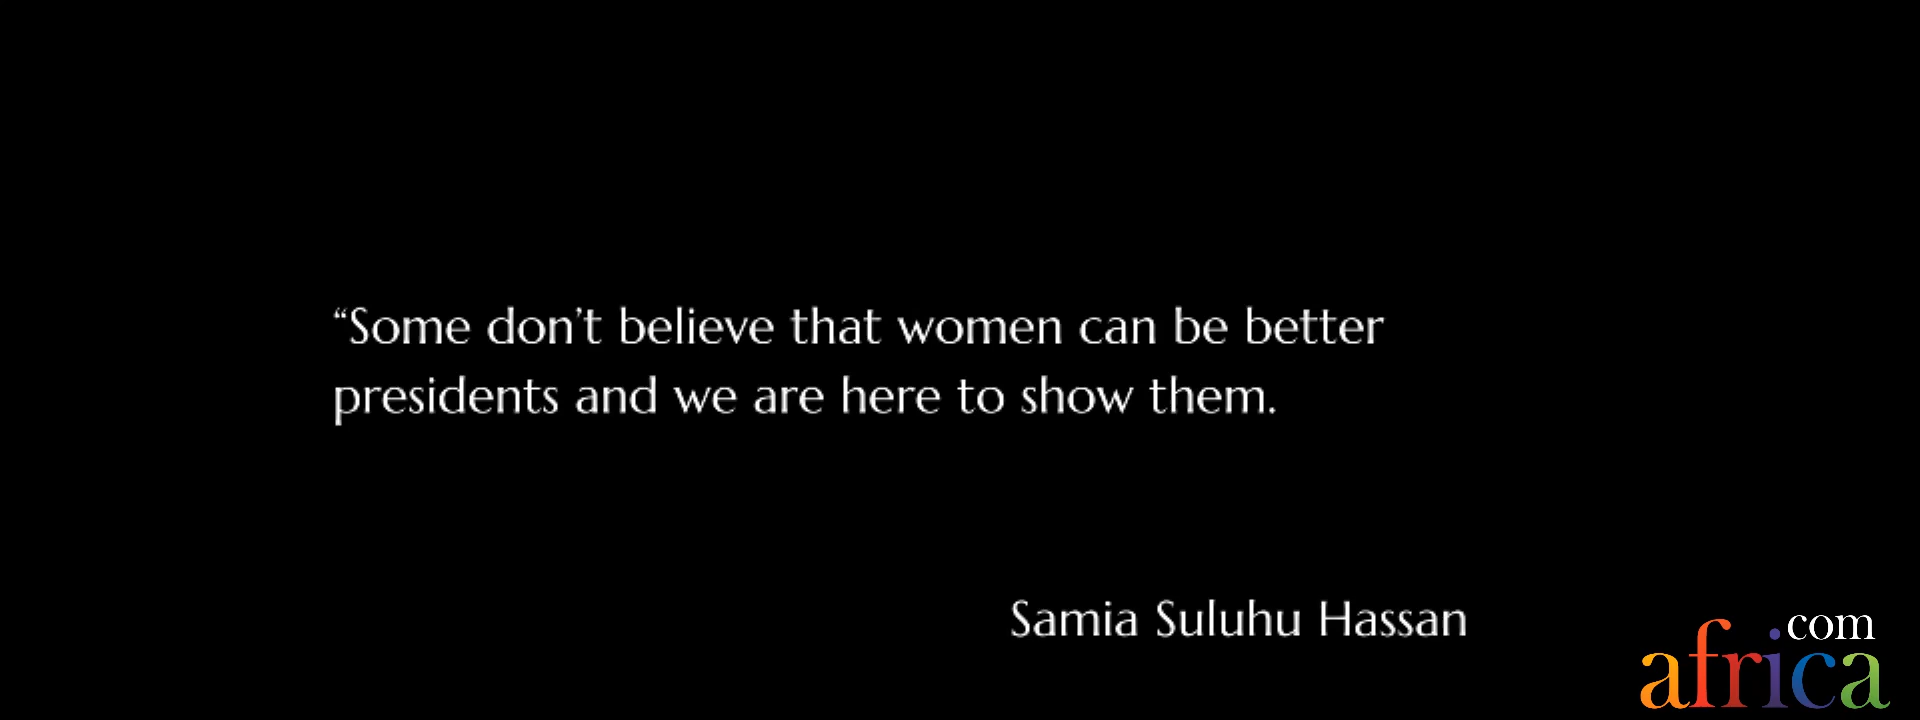 “Some don’t believe that women can be better
presidents and we are here to show them.
Samia Suluhu Hassan
com
africa